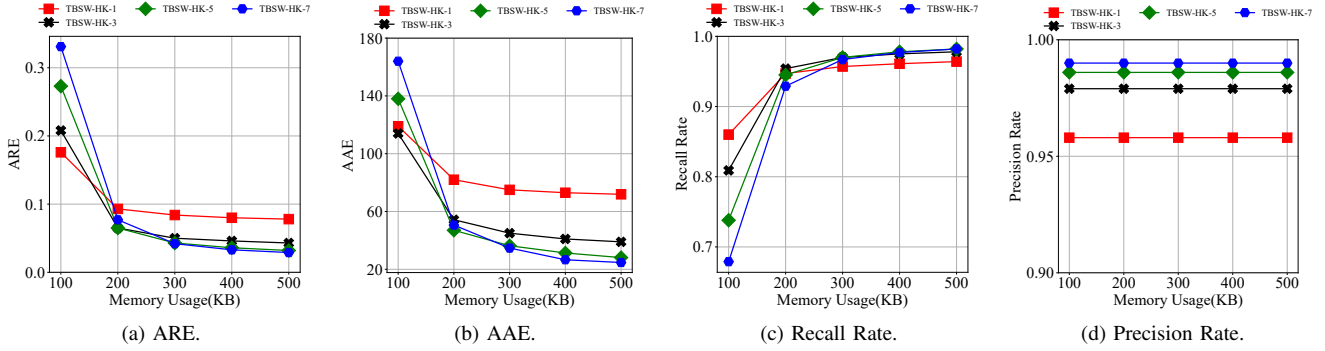 TBSW-HK-1 TBSW-HK-5 TBSW-HK-7
TBSW-HK-3
ARE
0.3
0.2
0.1
0.0
100 200 300 400 500
Memory Usage(KB)
(a) ARE.
TBSW-HK-1 TBSW-HK-5 TBSW-HK-7
TBSW-HK-3
AAE
180
140
100
60
20
100 200 300 400 500
Memory Usage(KB)
(b) AAE.
TBSW-HK-1 TBSW-HK-5 TBSW-HK-7
TBSW-HK-3
Recall Rate
1.0
0.9
0.8
0.7
100 200 300 400 500
Memory Usage(KB)
(c) Recall Rate.
TBSW-HK-1 TBSW-HK-5 TBSW-HK-7
TBSW-HK-3
Precision Rate
1.00
0.95
0.90
100 200 300 400 500
Memory Usage(KB)
(d) Precision Rate.